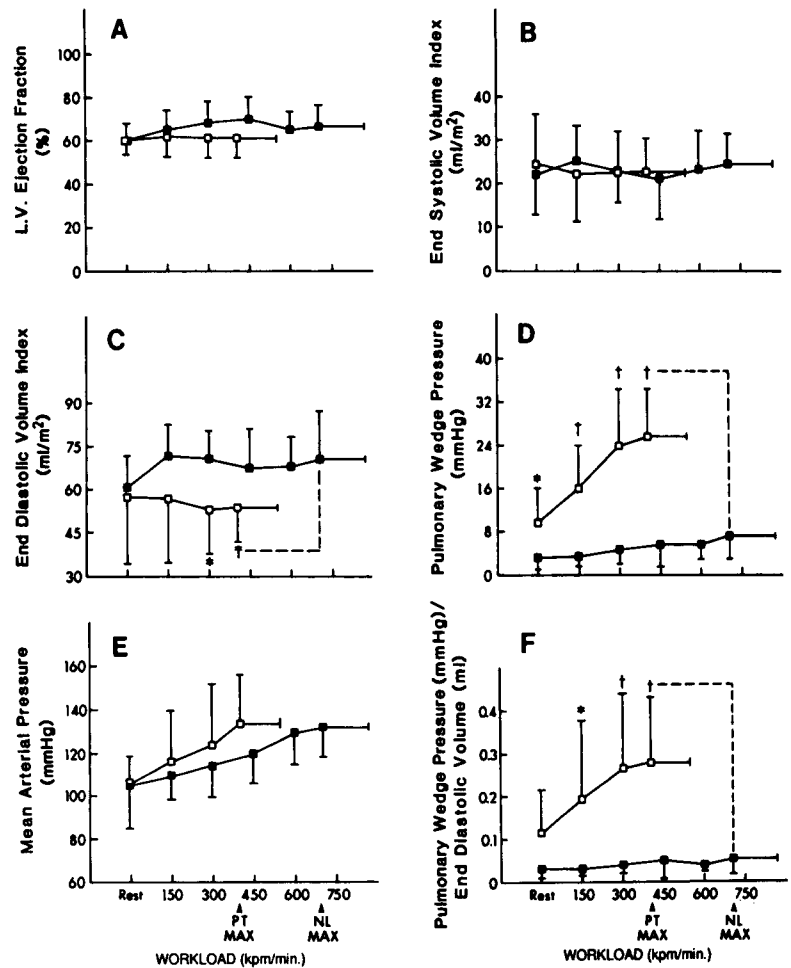 A
L.V. Ejection Fraction
(%)
100
80
60
40
20
0
B
End Systolic Volume Index
(ml/m²)
40
30
20
10
0
C
End Diastolic Volume Index
(ml/m²)
90
75
60
45
30
*
†
D
Pulmonary Wedge Pressure
(mmHg)
40
32
24
16
8
0
*
†
†
†
E
Mean Arterial Pressure
(mmHg)
160
140
120
100
80
60
Rest 150 300 450 600 750
PT
MAX
NL
MAX
WORKLOAD (kpm/min.)
F
Pulmonary Wedge Pressure (mmHg)/
End Diastolic Volume (ml)
0.4
0.3
0.2
0.1
0
*
†
†
Rest 150 300 450 600 750
PT
MAX
NL
MAX
WORKLOAD (kpm/min.)